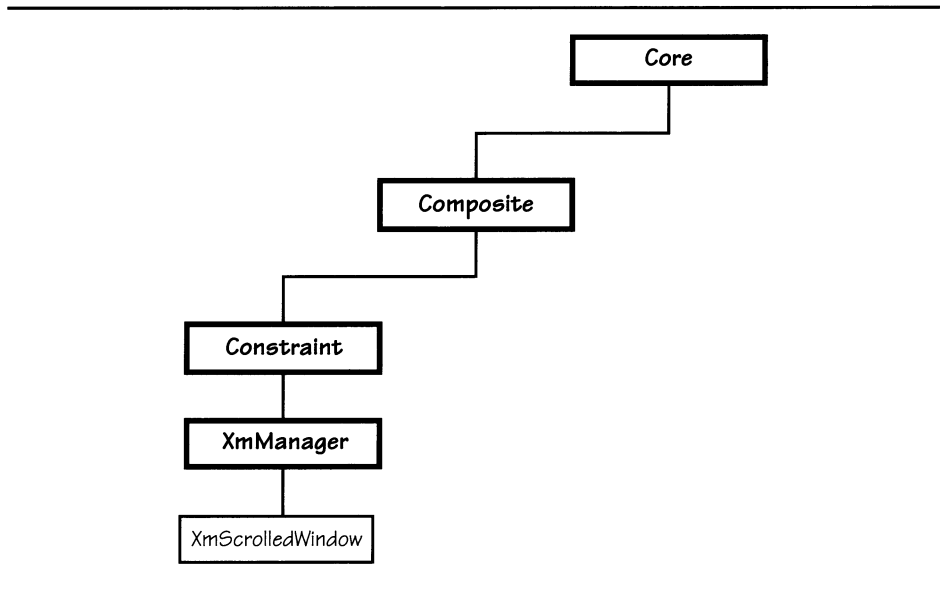 Core
Composite
Constraint
XmManager
XmScrolledWindow